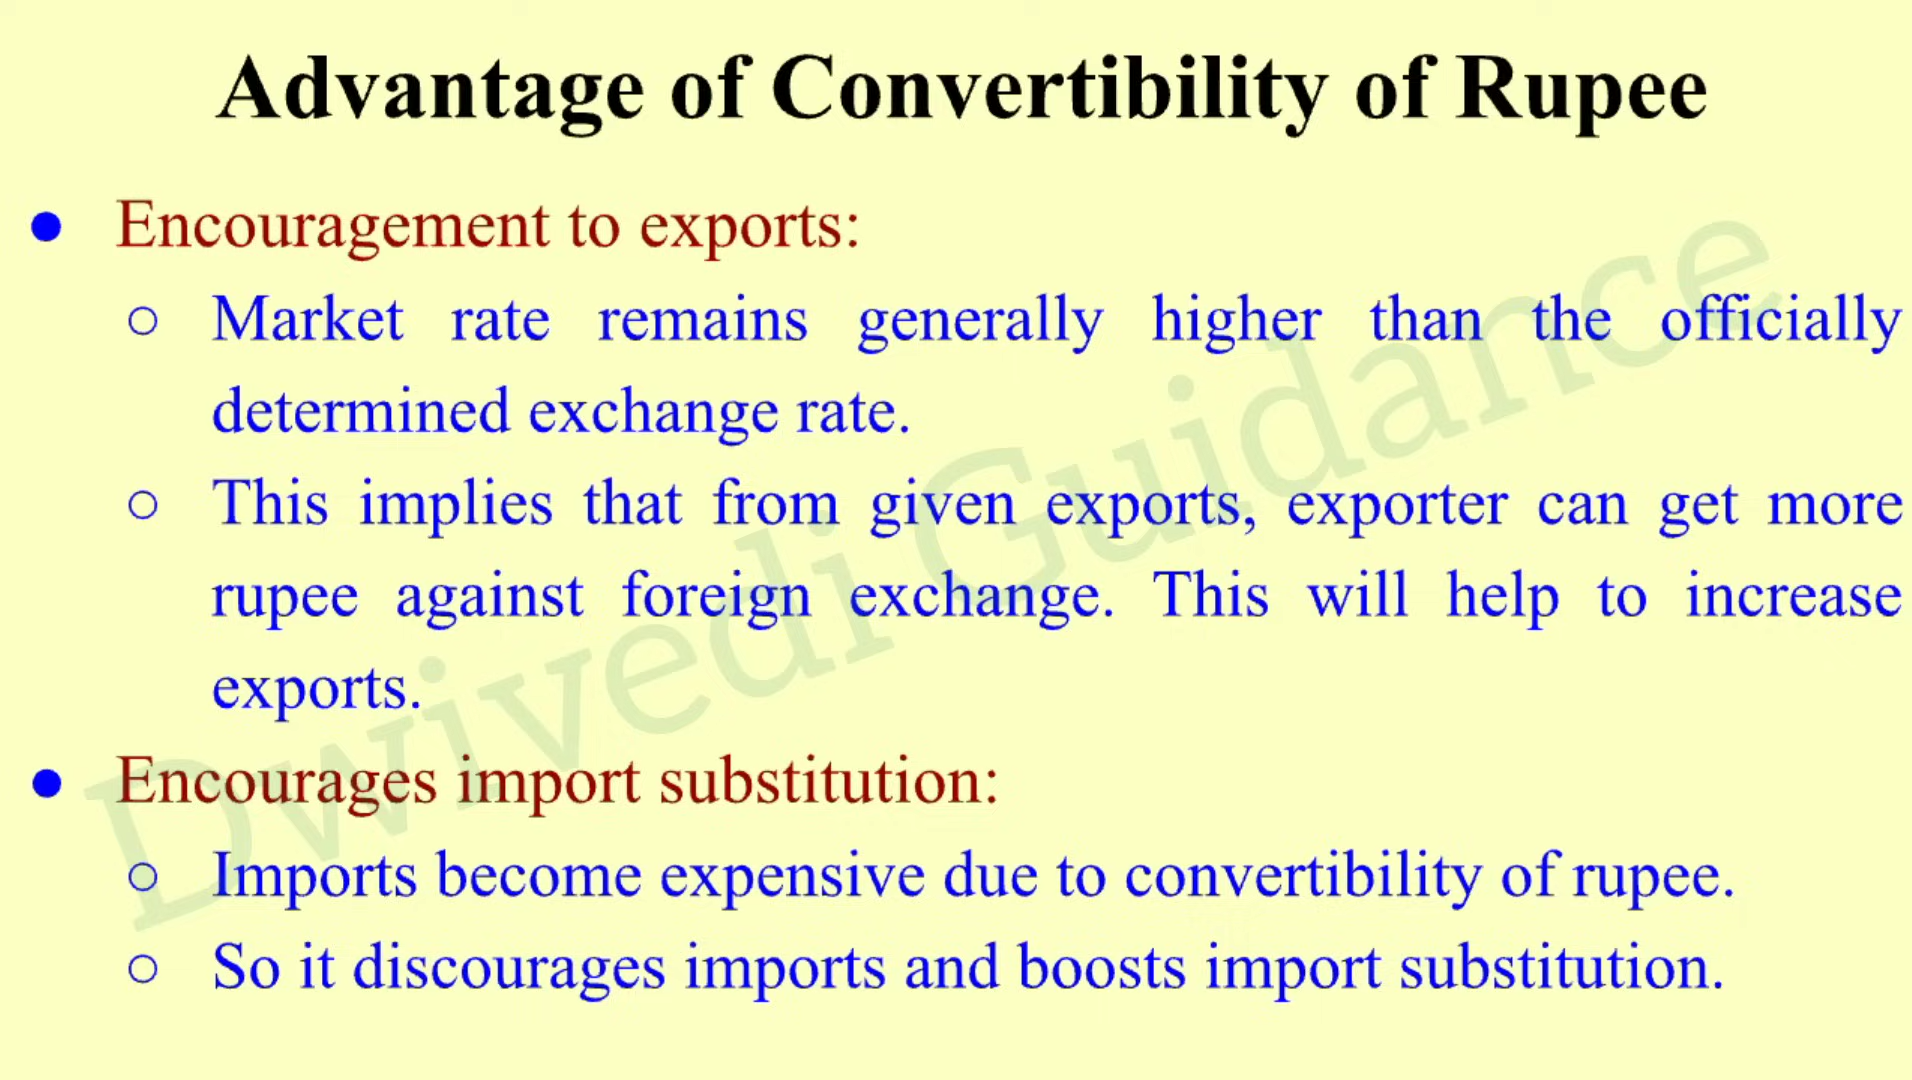 Advantage of Convertibility of Rupee
● Encouragement to exports:
○ Market rate remains generally higher than the officially
determined exchange rate.
○ This implies that from given exports, exporter can get more
rupee against foreign exchange. This will help to increase
exports.
● Encourages import substitution:
○ Imports become expensive due to convertibility of rupee.
○ So it discourages imports and boosts import substitution.
Dwivedi Guidance